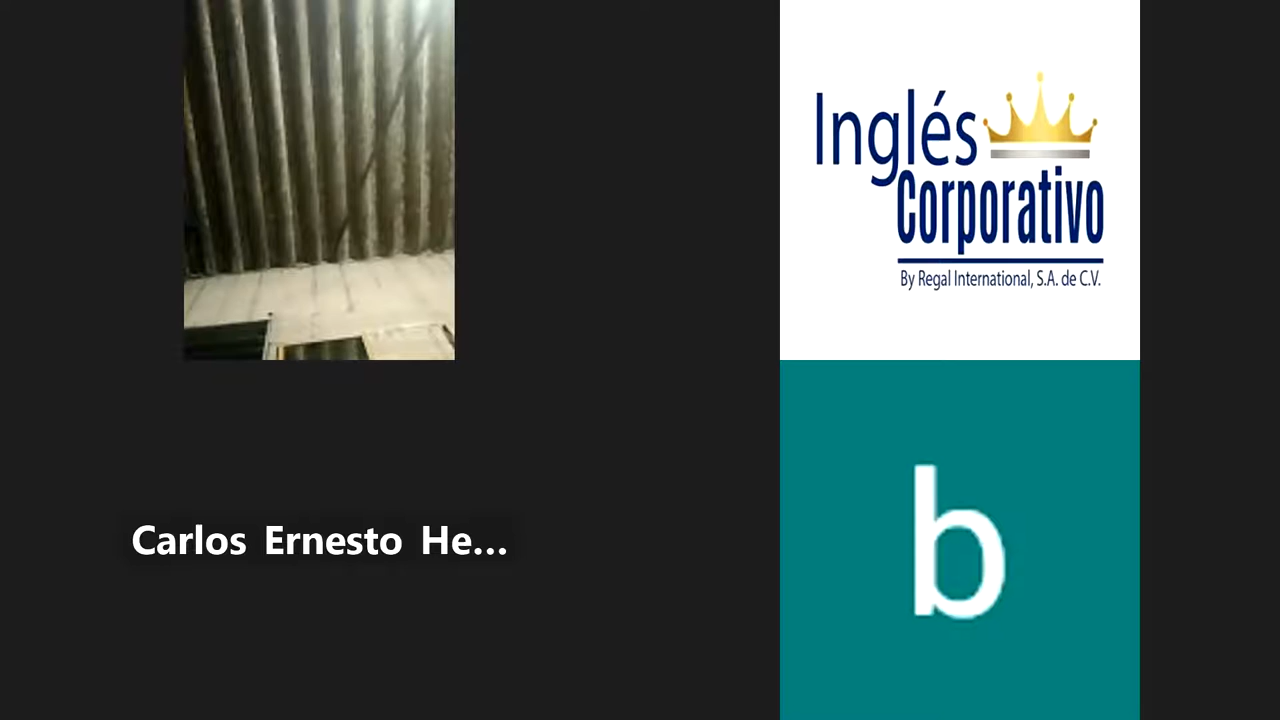 Inglés
Corporativo
By Regal International, S.A. de C.V.
Carlos Ernesto He...
b